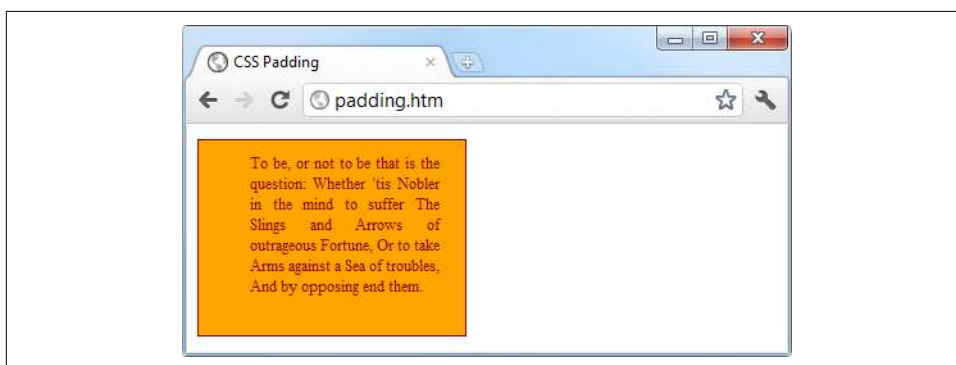 CSS Padding
padding.htm
To be, or not to be that is the
question: Whether 'tis Nobler
in the mind to suffer The
Slings and Arrows of
outrageous Fortune, Or to take
Arms against a Sea of troubles,
And by opposing end them.